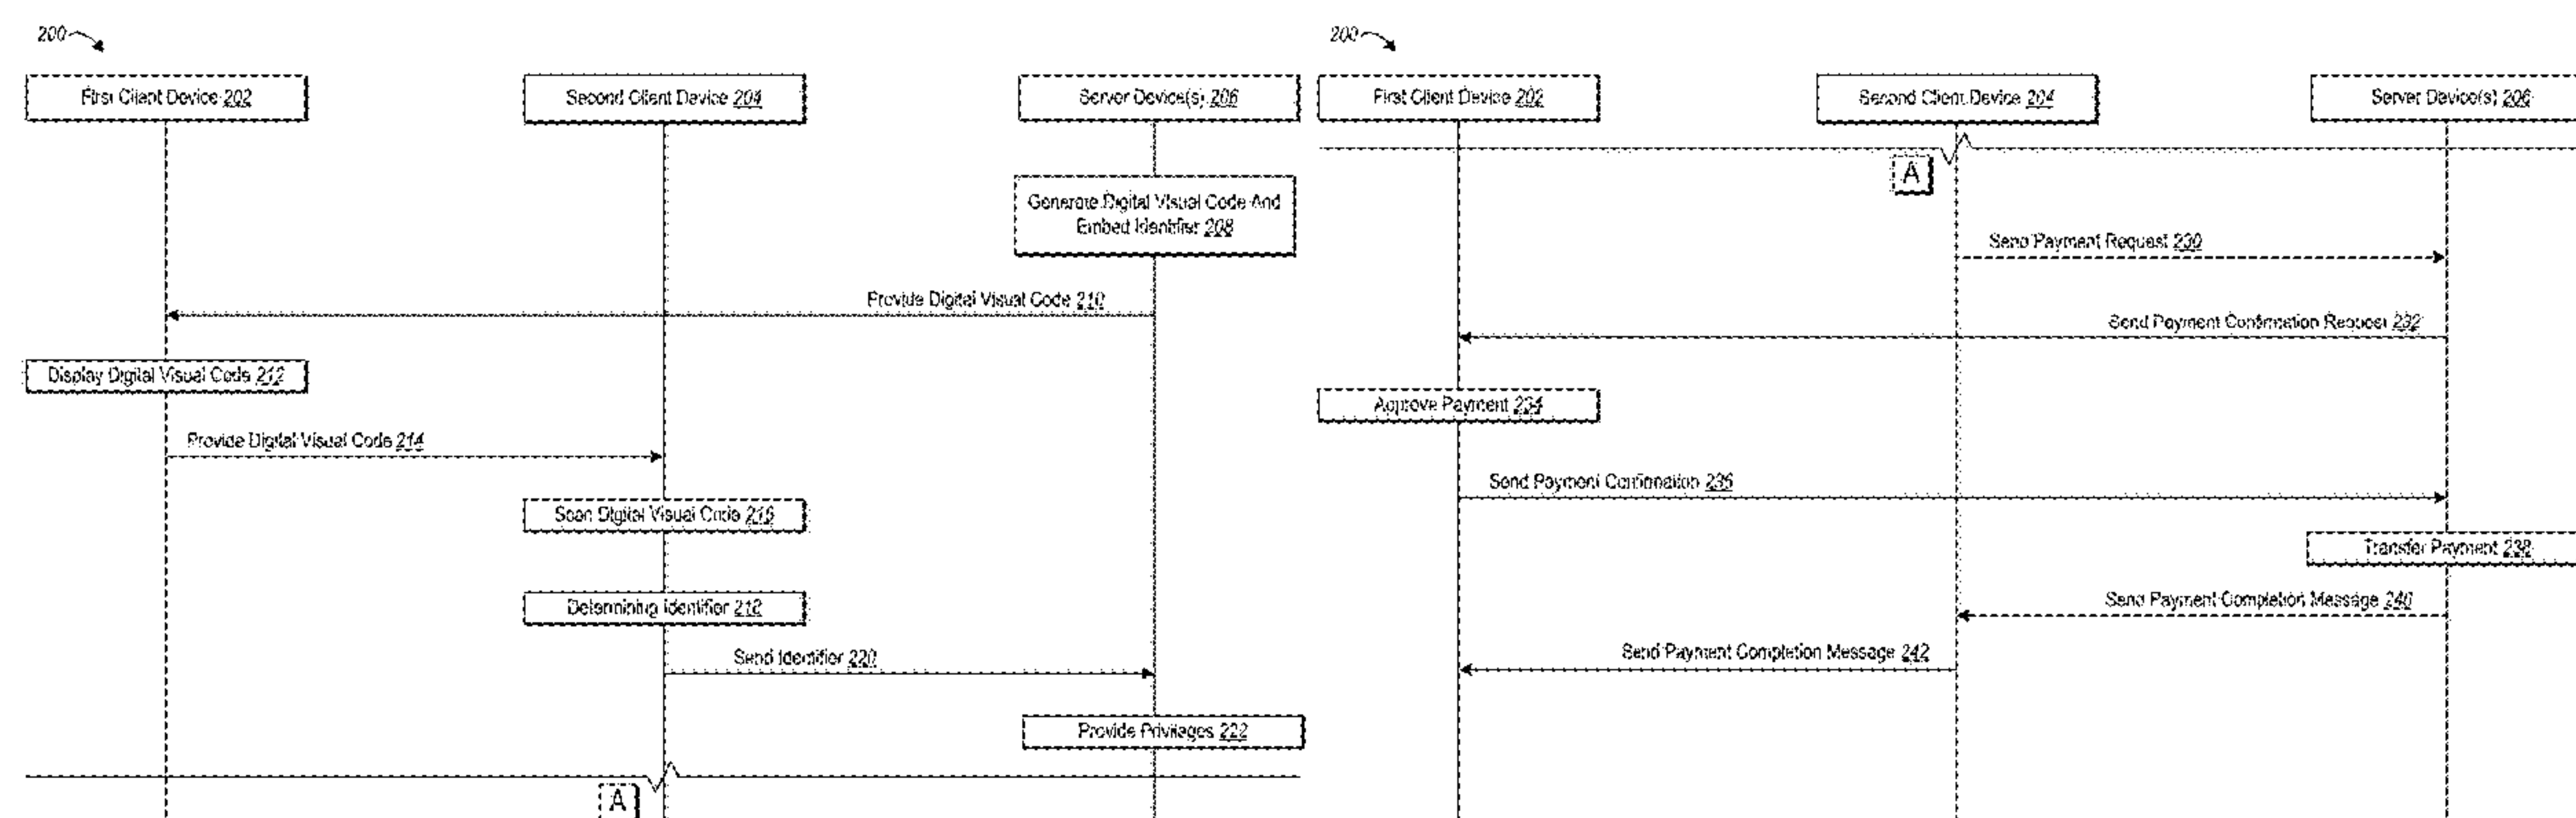 200
First Client Device 202
Second Client Device 204
Server Device(s) 206
Generate Digital Visual Code And
Embed Identifier 208
Provide Digital Visual Code 210
Display Digital Visual Code 212
Provide Digital Visual Code 214
Scan Digital Visual Code 216
Determining Identifier 218
Send Identifier 220
Provide Privilages 222
A
200
First Client Device 202
Second Client Device 204
Server Device(s) 206
A
Send Payment Request 230
Send Payment Confirmation Request 232
Approve Payment 234
Send Payment Confirmation 236
Transfer Payment 238
Send Payment Completion Message 240
Send Payment Completion Message 242